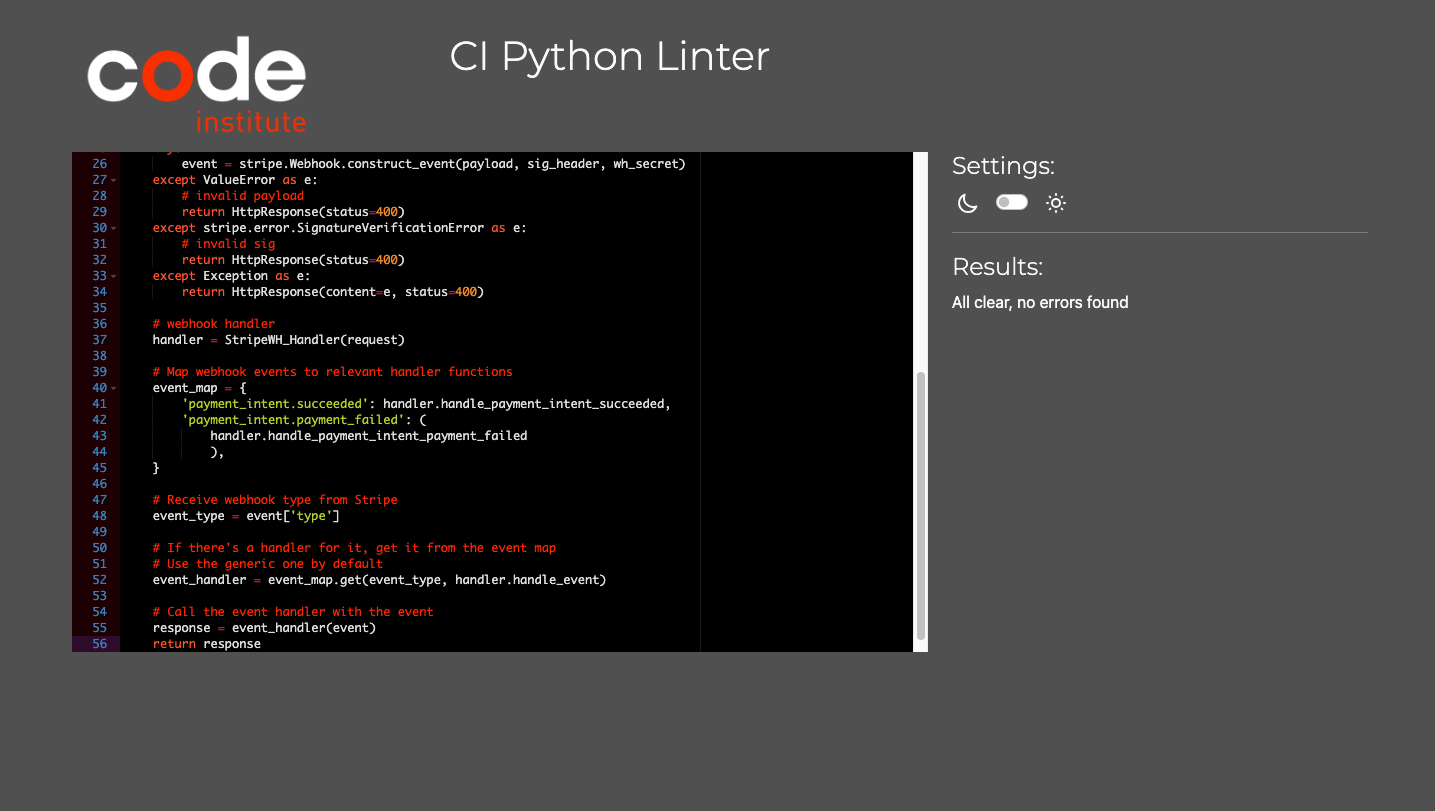 code
institute
CI Python Linter
26 event = stripe.Webhook.construct_event(payload, sig_header, wh_secret)
27 except ValueError as e:
28 # invalid payload
29 return HttpResponse(status=400)
30 except stripe.error.SignatureVerificationError as e:
31 # invalid sig
32 return HttpResponse(status=400)
33 except Exception as e:
34 return HttpResponse(content=e, status=400)
35
36 # webhook handler
37 handler = StripeWH_Handler(request)
38
39 # Map webhook events to relevant handler functions
40 event_map = {
41 'payment_intent.succeeded': handler.handle_payment_intent_succeeded,
42 'payment_intent.payment_failed': (
43 handler.handle_payment_intent_payment_failed
44 ),
45 }
46
47 # Receive webhook type from Stripe
48 event_type = event['type']
49
50 # If there's a handler for it, get it from the event map
51 # Use the generic one by default
52 event_handler = event_map.get(event_type, handler.handle_event)
53
54 # Call the event handler with the event
55 response = event_handler(event)
56 return response
Settings:
Results:
All clear, no errors found